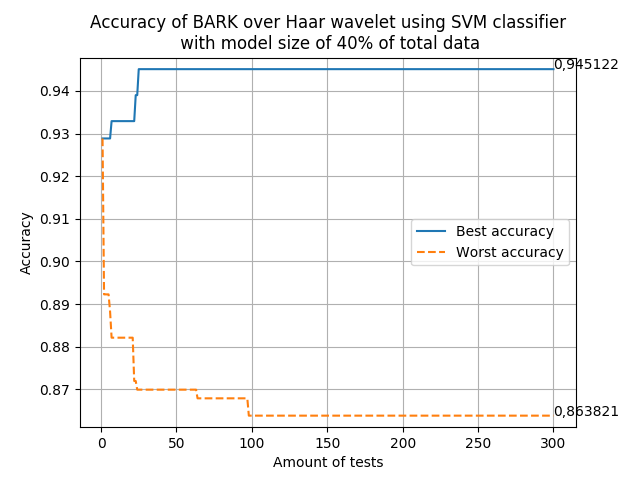 Accuracy of BARK over Haar wavelet using SVM classifier
with model size of 40% of total data
0,945122
0.94
0.93
0.92
0.91
0.90
0.89
0.88
0.87
Accuracy
Best accuracy
Worst accuracy
0,863821
0 50 100 150 200 250 300
Amount of tests